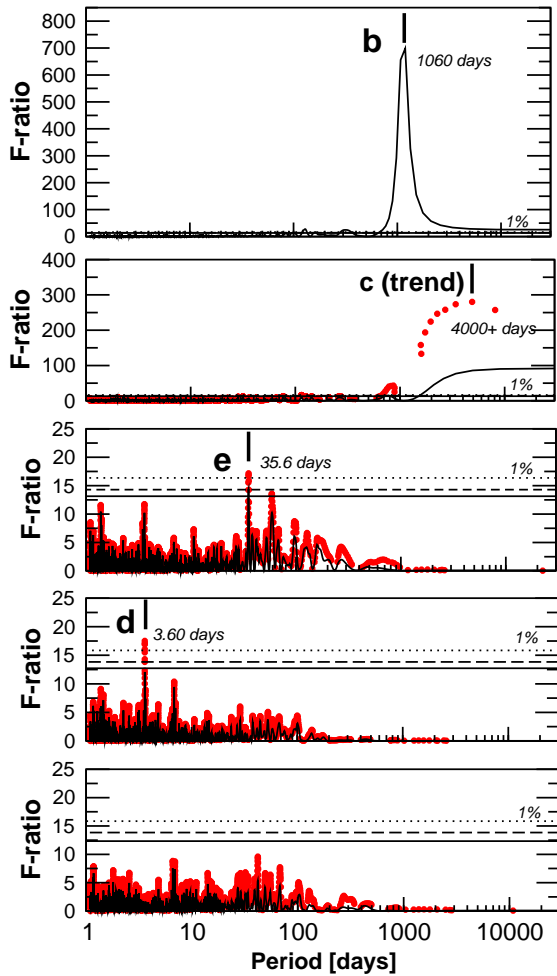 800
700
600
500
400
300
200
100
0
F-ratio
b
1060 days
1%
400
300
200
100
0
F-ratio
c (trend)
4000+ days
1%
25
20
15
10
5
0
F-ratio
e
35.6 days
1%
25
20
15
10
5
0
F-ratio
d
3.60 days
1%
25
20
15
10
5
0
F-ratio
1%
1 10 100 1000 10000
Period [days]